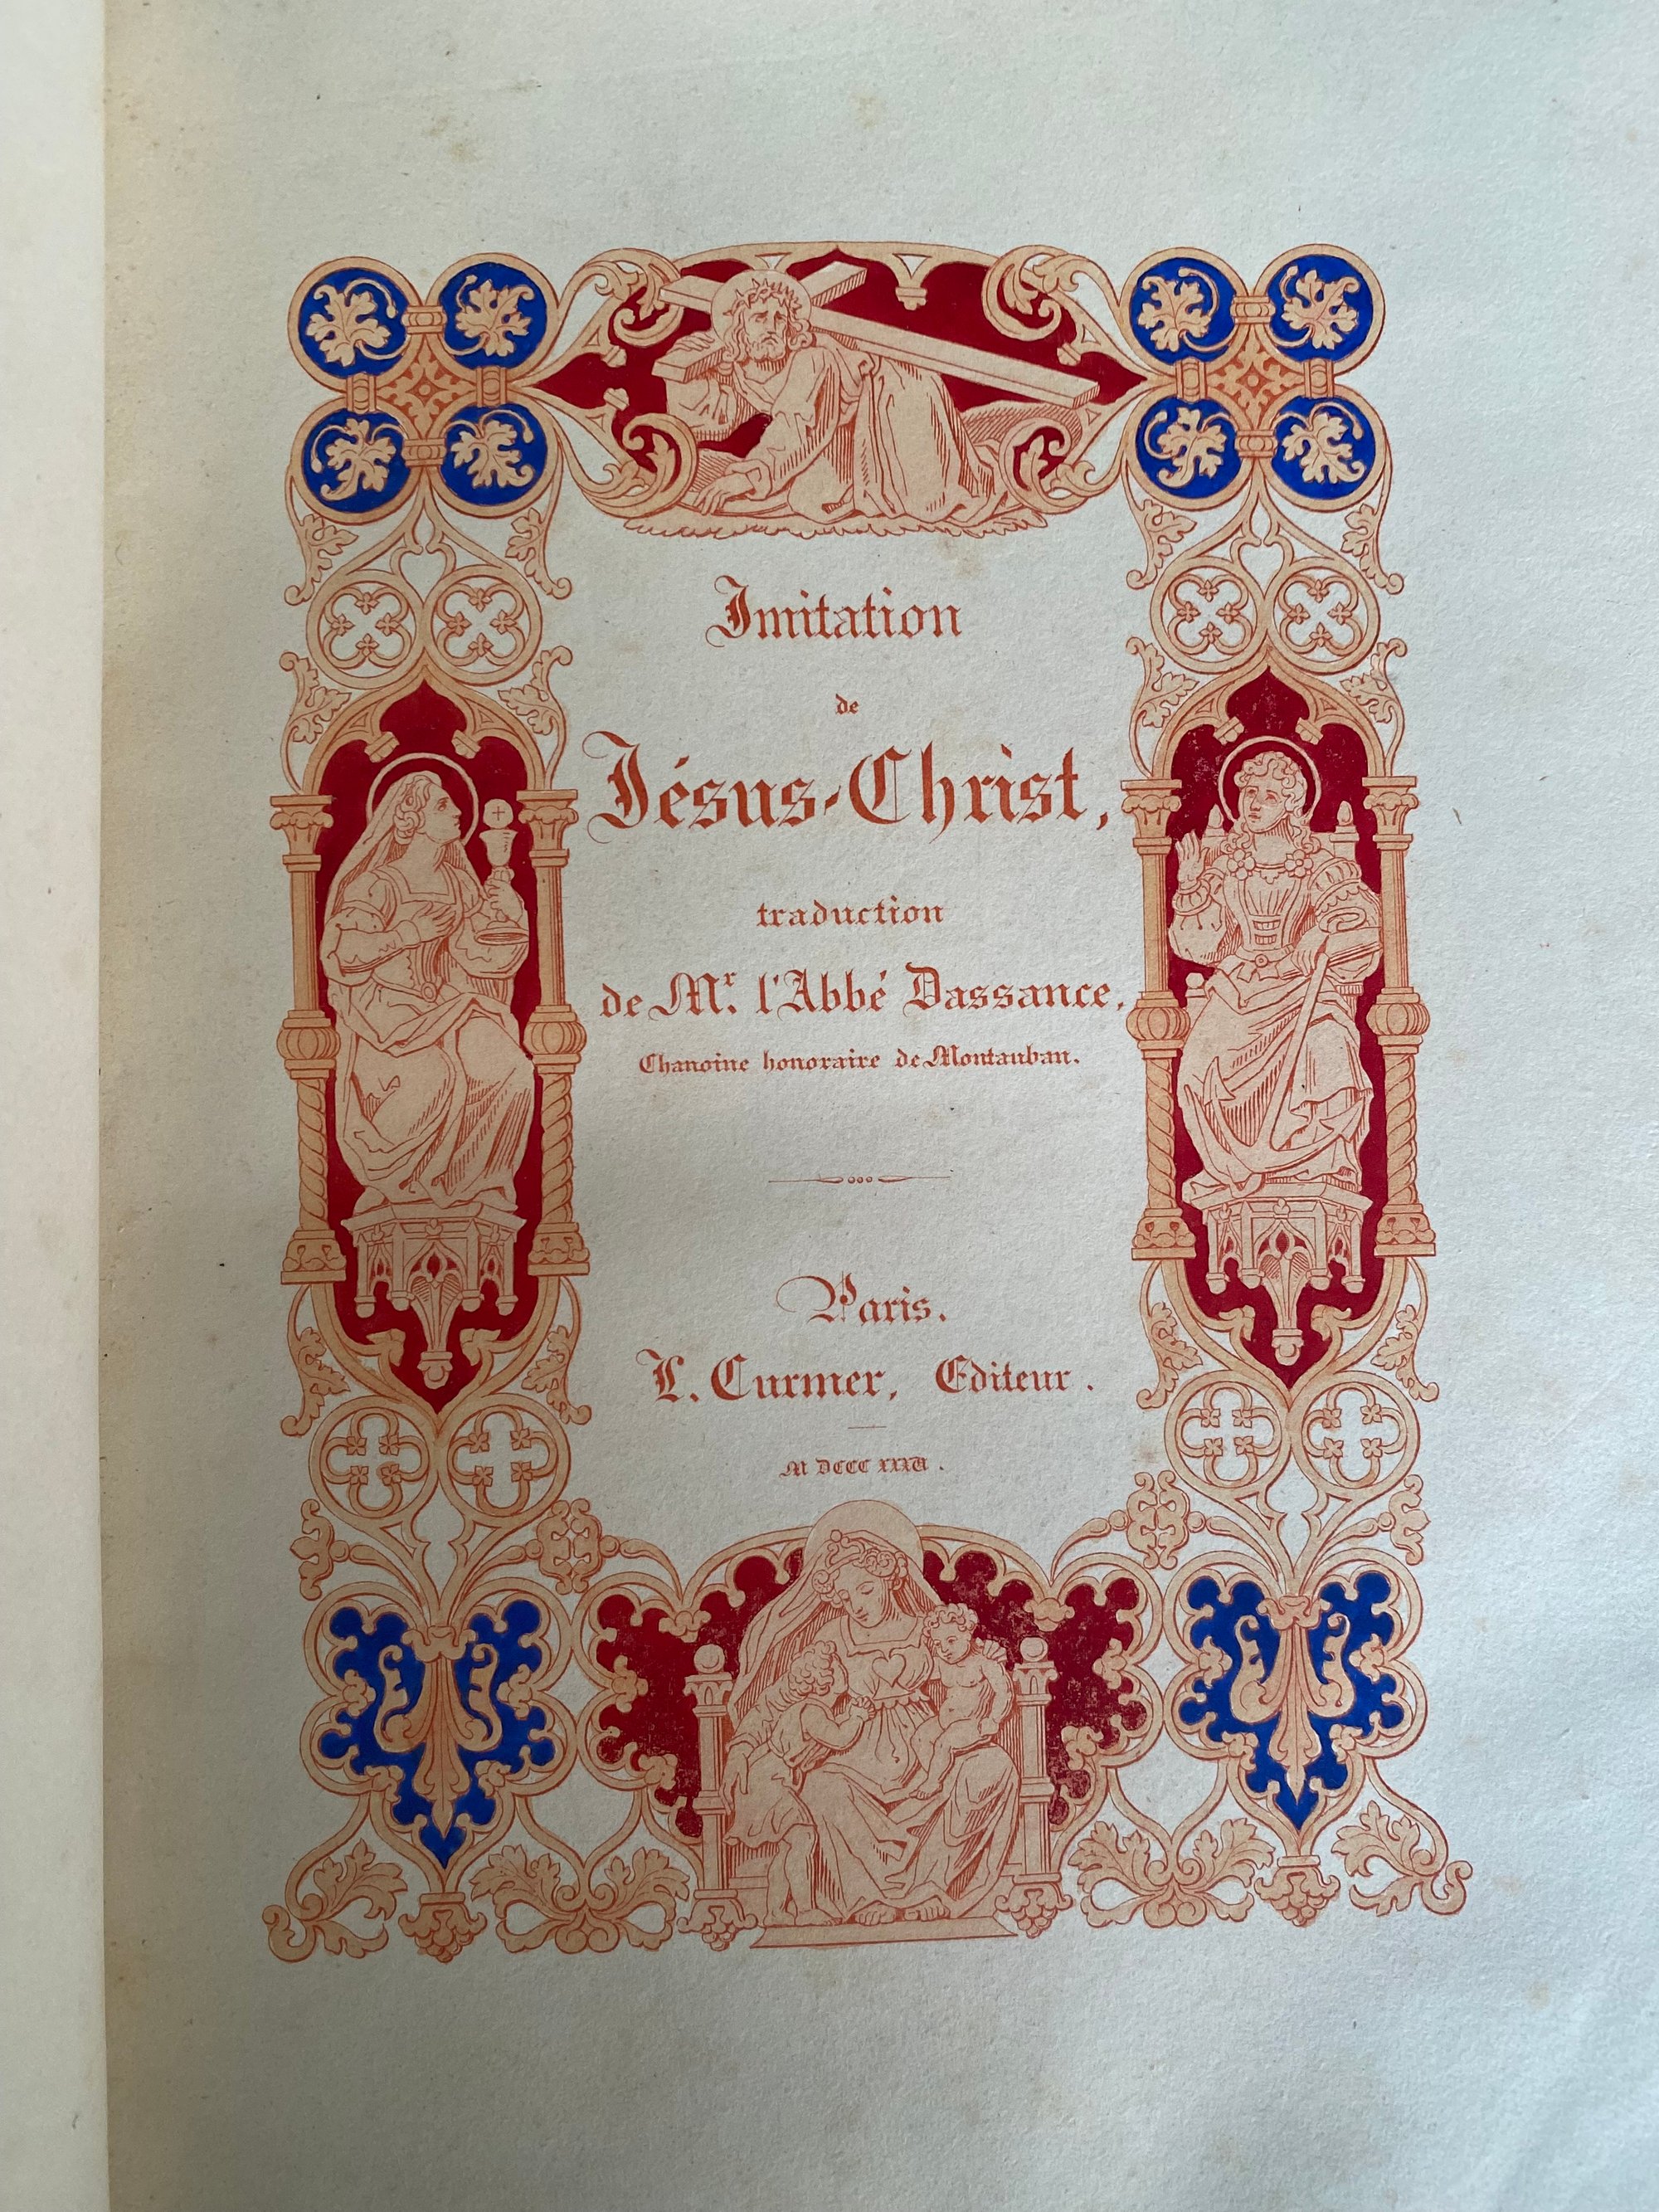 Imitation
de
Jésus-Christ,
traduction
de Mr. l'Abbé Dassance,
Chanoine honoraire de Montauban.
Paris.
L. Curmer, Editeur.
M DCCC XXXVI.